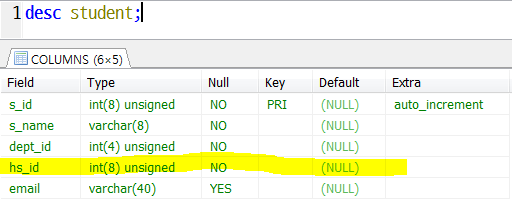 1 desc student;
COLUMNS (6×5)
Field Type Null Key Default Extra
s_id int(8) unsigned NO PRI (NULL) auto_increment
s_name varchar(8) NO (NULL)
dept_id int(4) unsigned NO (NULL)
hs_id int(8) unsigned NO (NULL)
email varchar(40) YES (NULL)